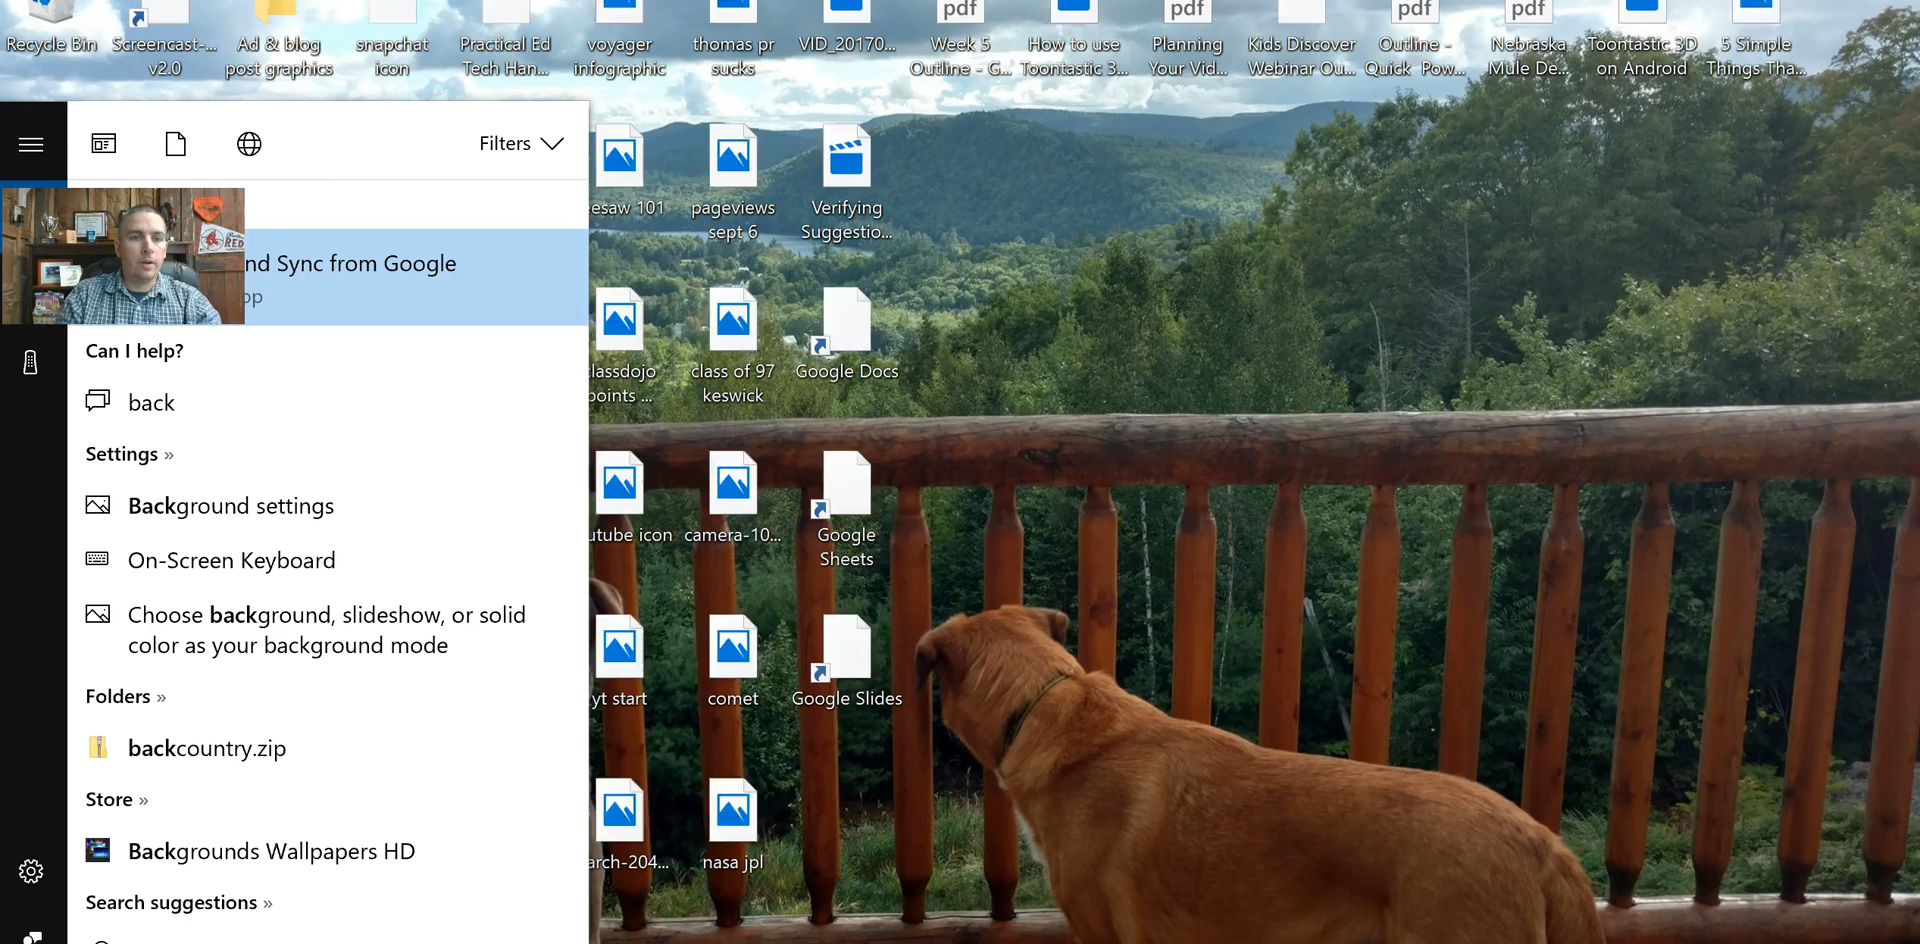 Recycle Bin
Screencast-...
v2.0
Ad & blog
post graphics
snapchat
icon
Practical Ed
Tech Han...
voyager
infographic
thomas pr
sucks
VID_20170...
pdf
Week 5
Outline - G...
How to use
Toontastic 3...
pdf
Planning
Your Vid...
Kids Discover
Webinar Ou...
pdf
Outline -
Quick Pow...
pdf
Nebraska
Mule De...
Toontastic 3D
on Android
5 Simple
Things Tha...
Filters
nd Sync from Google
op
Can I help?
back
Settings »
Background settings
On-Screen Keyboard
Choose background, slideshow, or solid
color as your background mode
Folders »
backcountry.zip
Store »
Backgrounds Wallpapers HD
Search suggestions »
esaw 101
pageviews
sept 6
Verifying
Suggestio...
classdojo
points ...
class of 97
keswick
Google Docs
utube icon
camera-10...
Google
Sheets
yt start
comet
Google Slides
arch-204...
nasa jpl
RED